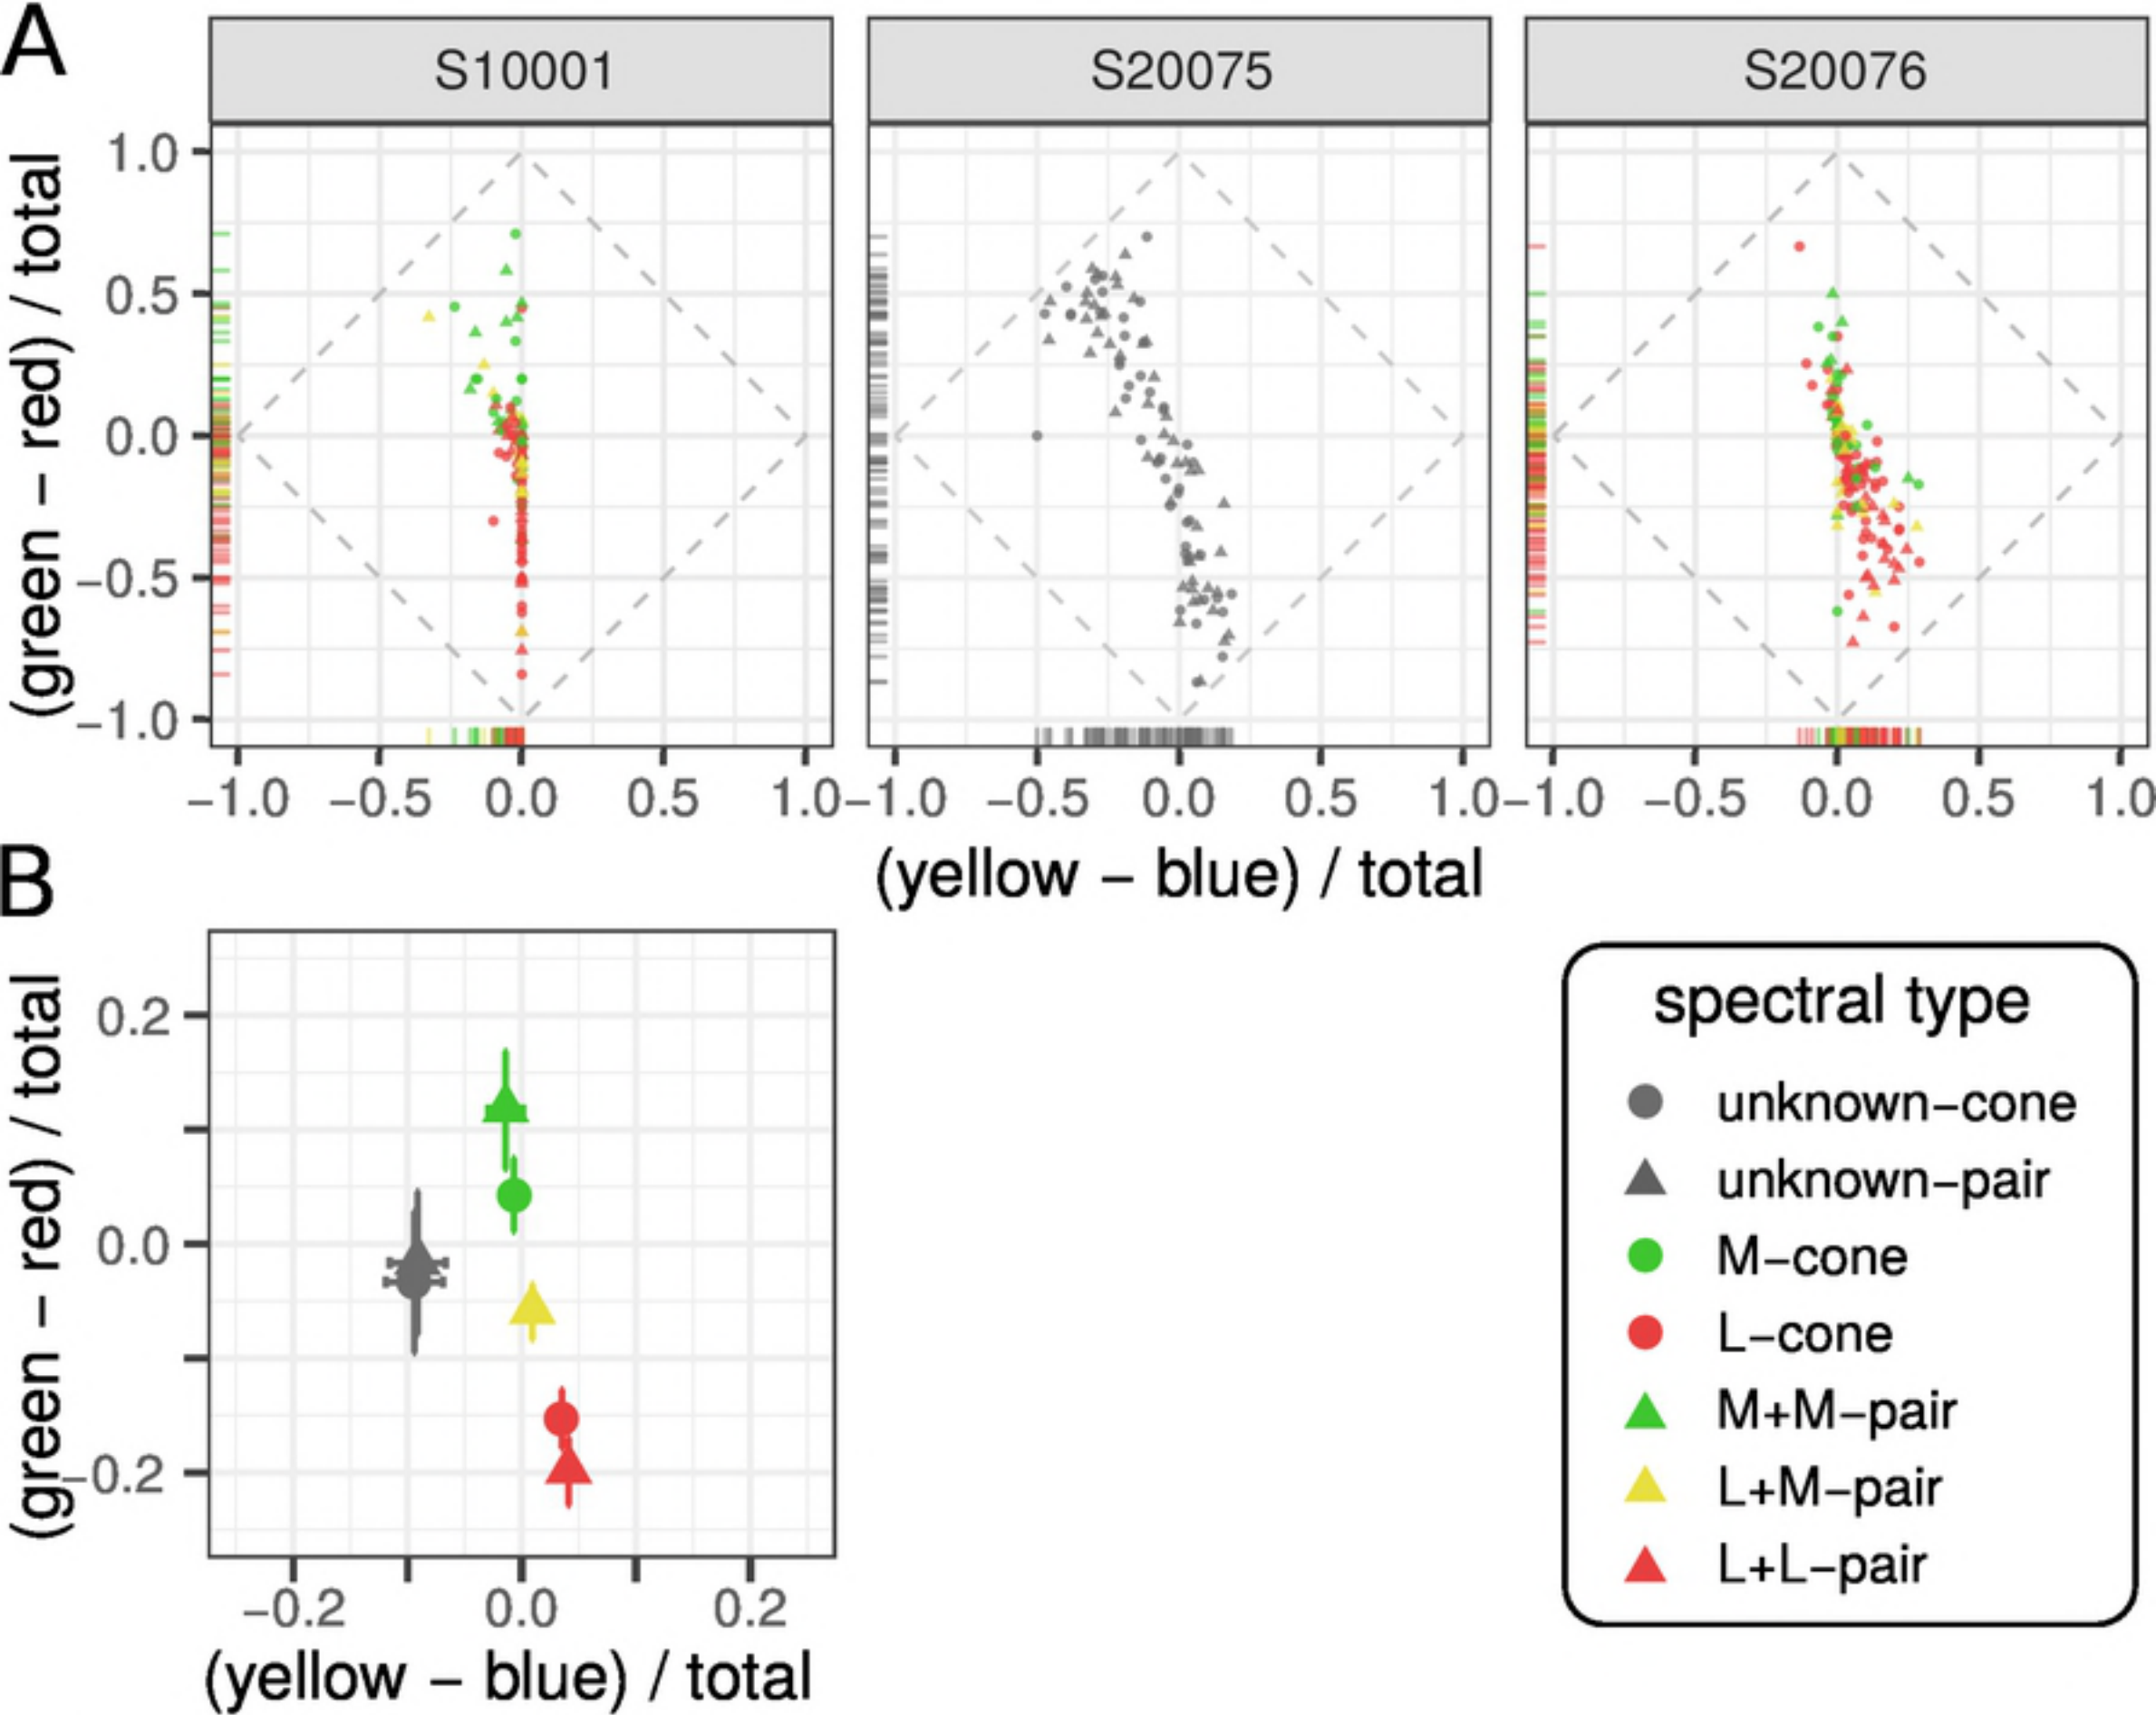 A
S10001 S20075 S20076
(green − red) / total
1.0
0.5
0.0
−0.5
−1.0
−1.0 −0.5 0.0 0.5 1.0 −1.0 −0.5 0.0 0.5 1.0 −1.0 −0.5 0.0 0.5 1.0
(yellow − blue) / total
B
(green − red) / total
0.2
0.0
−0.2
−0.2 0.0 0.2
(yellow − blue) / total
spectral type
unknown−cone
unknown−pair
M−cone
L−cone
M+M−pair
L+M−pair
L+L−pair